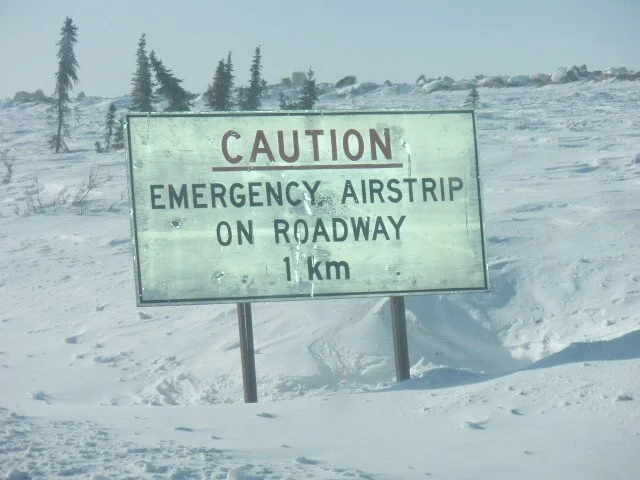 CAUTION
EMERGENCY AIRSTRIP
ON ROADWAY
1 km